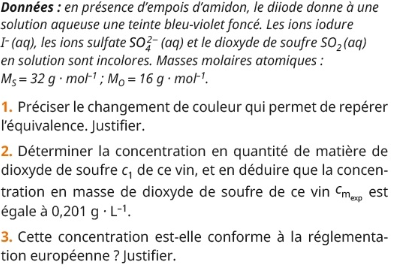 Données : en présence d'empois d'amidon, le diiode donne à une
solution aqueuse une teinte bleu-violet foncé. Les ions iodure
I⁻ (aq), les ions sulfate SO₄²⁻ (aq) et le dioxyde de soufre SO₂(aq)
en solution sont incolores. Masses molaires atomiques :
M_S = 32 g · mol⁻¹ ; M_O = 16 g · mol⁻¹.
1. Préciser le changement de couleur qui permet de repérer
l'équivalence. Justifier.
2. Déterminer la concentration en quantité de matière de
dioxyde de soufre c₁ de ce vin, et en déduire que la concen-
tration en masse de dioxyde de soufre de ce vin c_mexp est
égale à 0,201 g · L⁻¹.
3. Cette concentration est-elle conforme à la réglementa-
tion européenne ? Justifier.